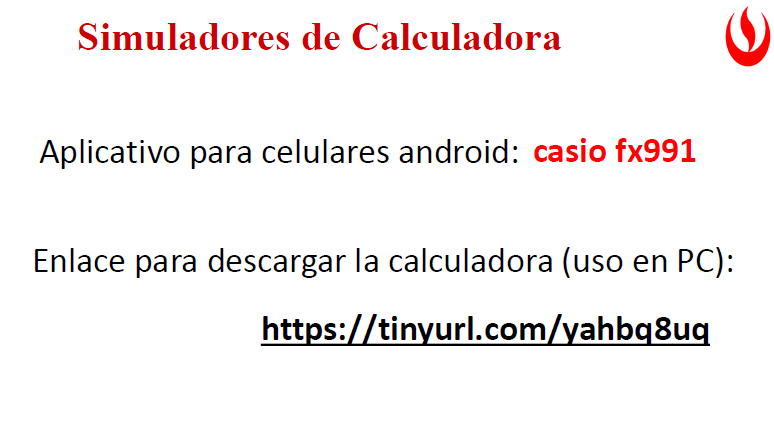 Simuladores de Calculadora
Aplicativo para celulares android: casio fx991
Enlace para descargar la calculadora (uso en PC):
https://tinyurl.com/yahbq8uq